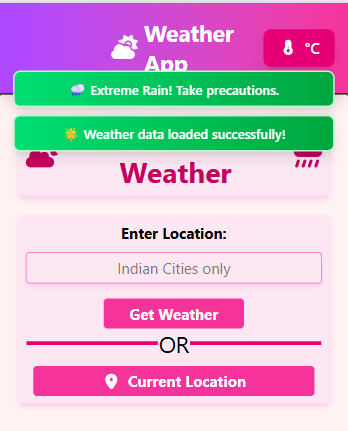 Weather
App
°C
Extreme Rain! Take precautions.
Weather data loaded successfully!
Weather
Enter Location:
Indian Cities only
Get Weather
OR
Current Location